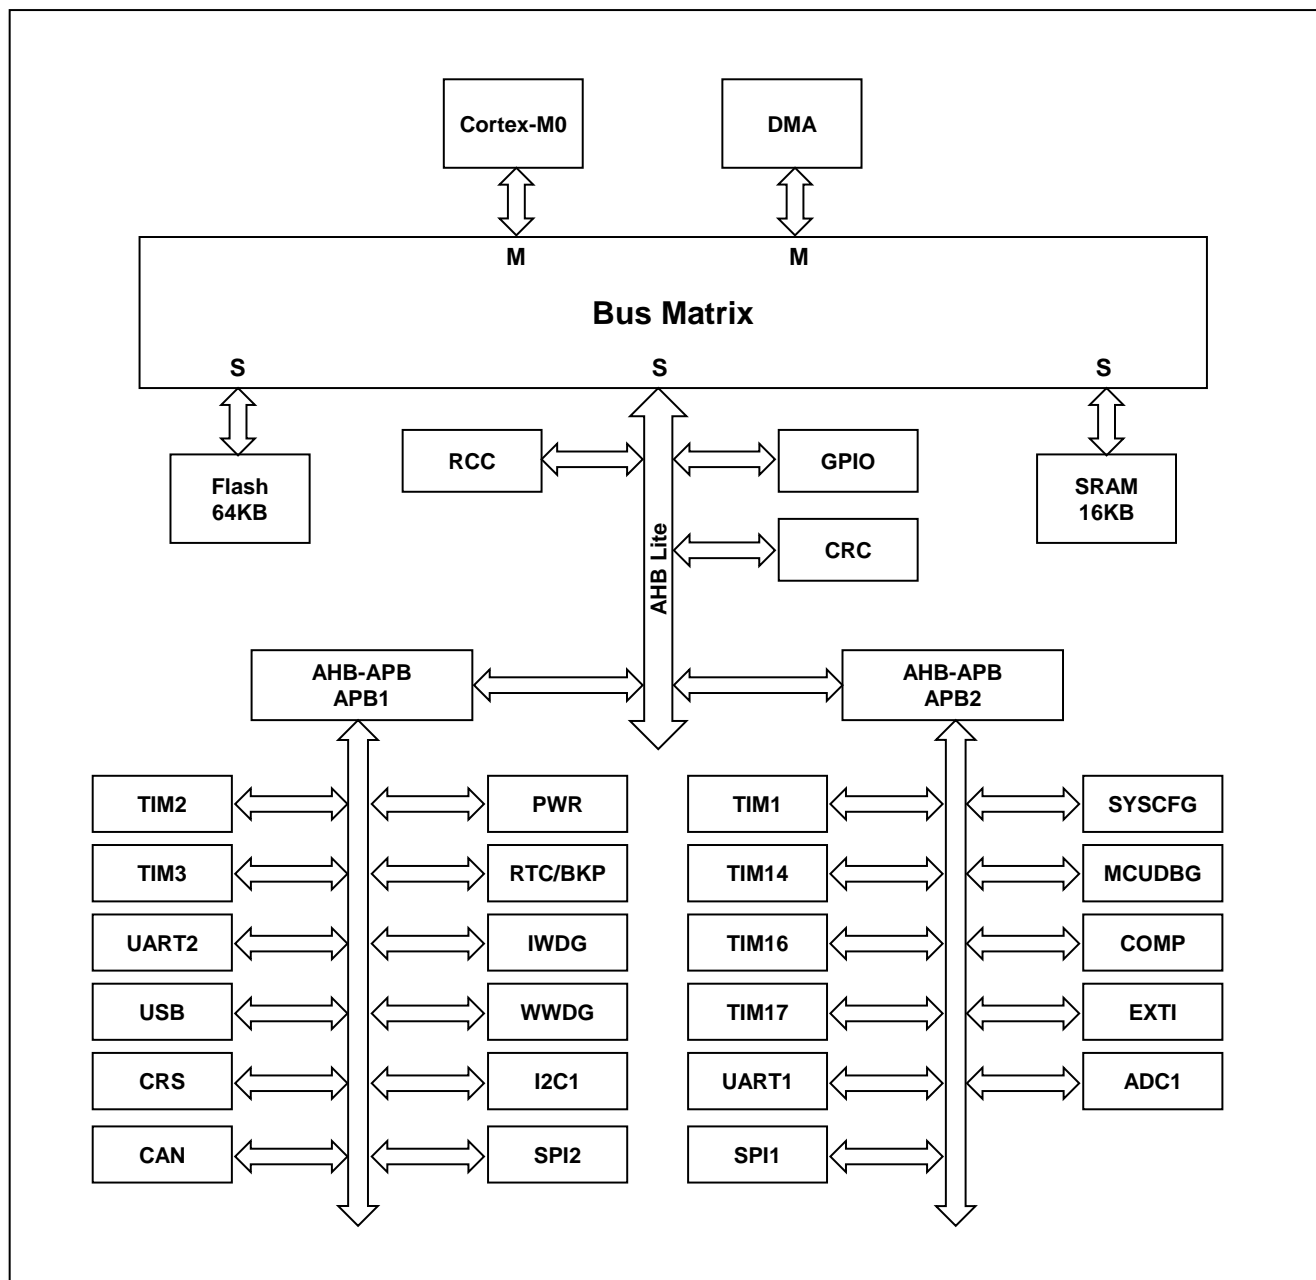 Cortex-M0
DMA
M
M
Bus Matrix
S
S
S
RCC
GPIO
Flash
64KB
SRAM
16KB
CRC
AHB Lite
AHB-APB
APB1
AHB-APB
APB2
TIM2
PWR
TIM1
SYSCFG
TIM3
RTC/BKP
TIM14
MCUDBG
UART2
IWDG
TIM16
COMP
USB
WWDG
TIM17
EXTI
CRS
I2C1
UART1
ADC1
CAN
SPI2
SPI1